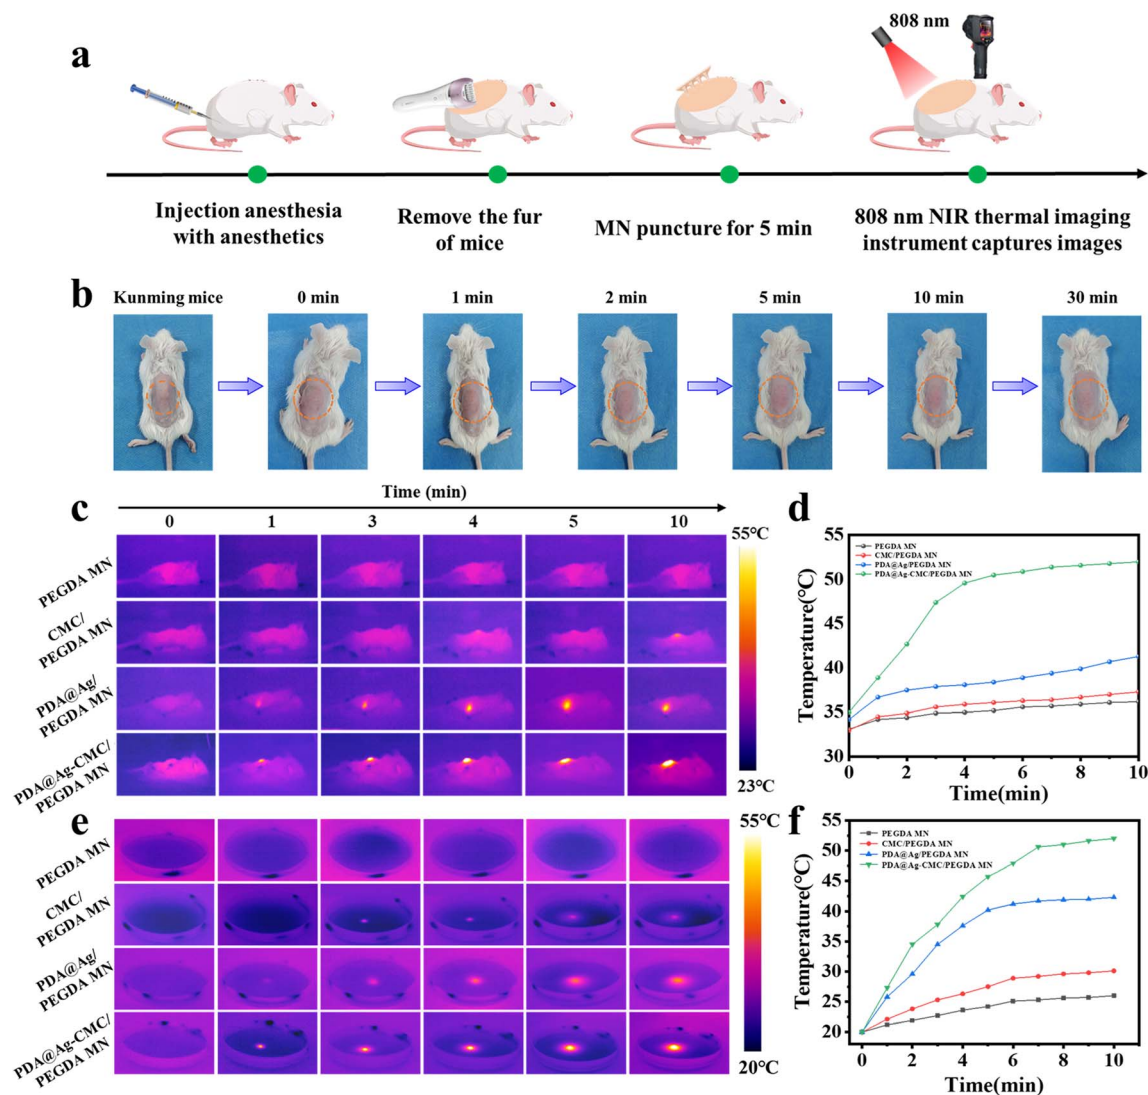 a
808 nm
Injection anesthesia
with anesthetics
Remove the fur
of mice
MN puncture for 5 min
808 nm NIR thermal imaging
instrument captures images
b
Kunming mice
0 min
1 min
2 min
5 min
10 min
30 min
Time (min)
c
0
1
3
4
5
10
PEGDA MN
CMC/
PEGDA MN
PDA@Ag/
PEGDA MN
PDA@Ag-CMC/
PEGDA MN
55°C
23°C
d
Temperature(°C)
55
50
45
40
35
30
PEGDA MN
CMC/PEGDA MN
PDA@Ag/PEGDA MN
PDA@Ag-CMC/PEGDA MN
0
2
4
6
8
10
Time(min)
e
PEGDA MN
CMC/
PEGDA MN
PDA@Ag/
PEGDA MN
PDA@Ag-CMC/
PEGDA MN
55°C
20°C
f
Temperature(°C)
55
50
45
40
35
30
25
20
PEGDA MN
CMC/PEGDA MN
PDA@Ag/PEGDA MN
PDA@Ag-CMC/PEGDA MN
0
2
4
6
8
10
Time(min)